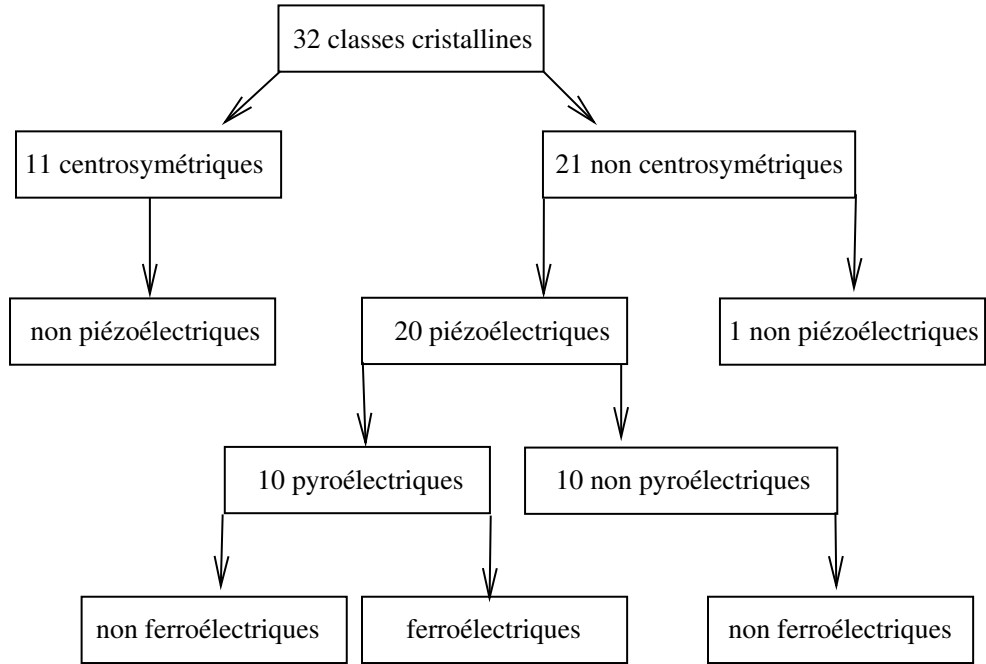 32 classes cristallines
11 centrosymétriques
21 non centrosymétriques
non piézoélectriques
20 piézoélectriques
1 non piézoélectriques
10 pyroélectriques
10 non pyroélectriques
non ferroélectriques
ferroélectriques
non ferroélectriques